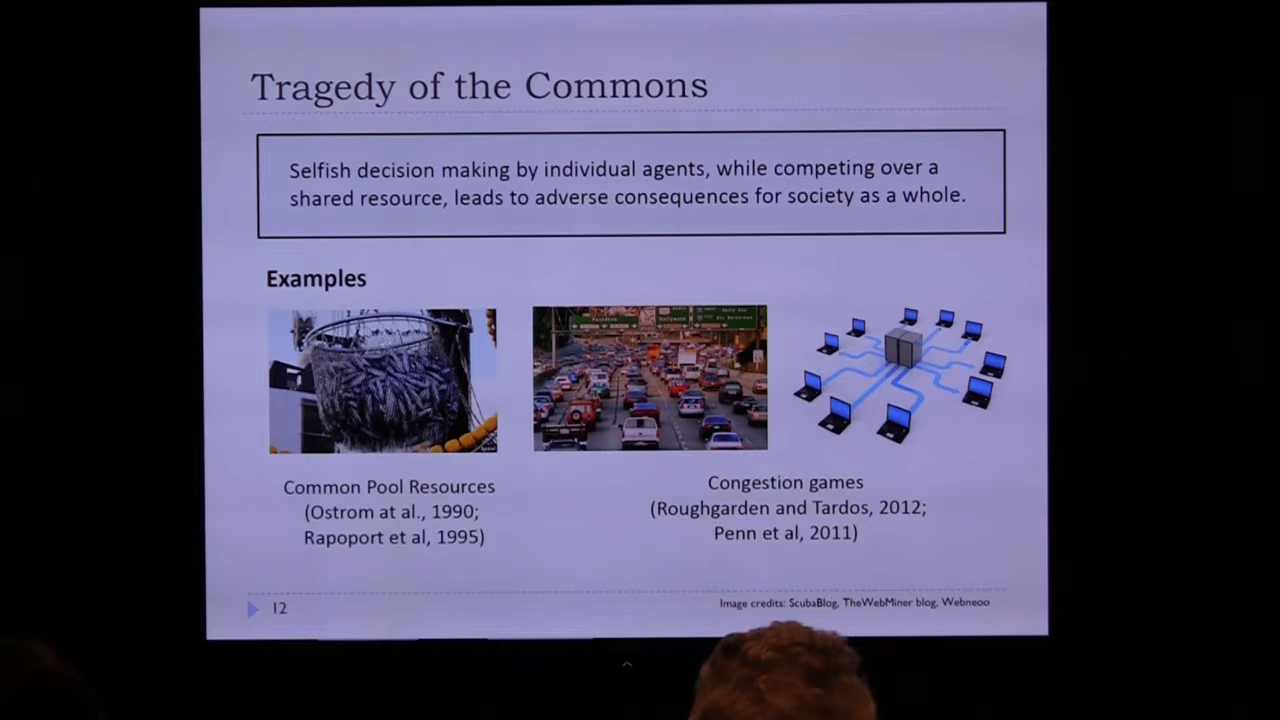 Tragedy of the Commons
Selfish decision making by individual agents, while competing over a
shared resource, leads to adverse consequences for society as a whole.
Examples
Pasadena
Hollywood
Common Pool Resources
(Ostrom at al., 1990;
Rapoport et al, 1995)
Congestion games
(Roughgarden and Tardos, 2012;
Penn et al, 2011)
12
Image credits: ScubaBlog, TheWebMiner blog, Webneoo